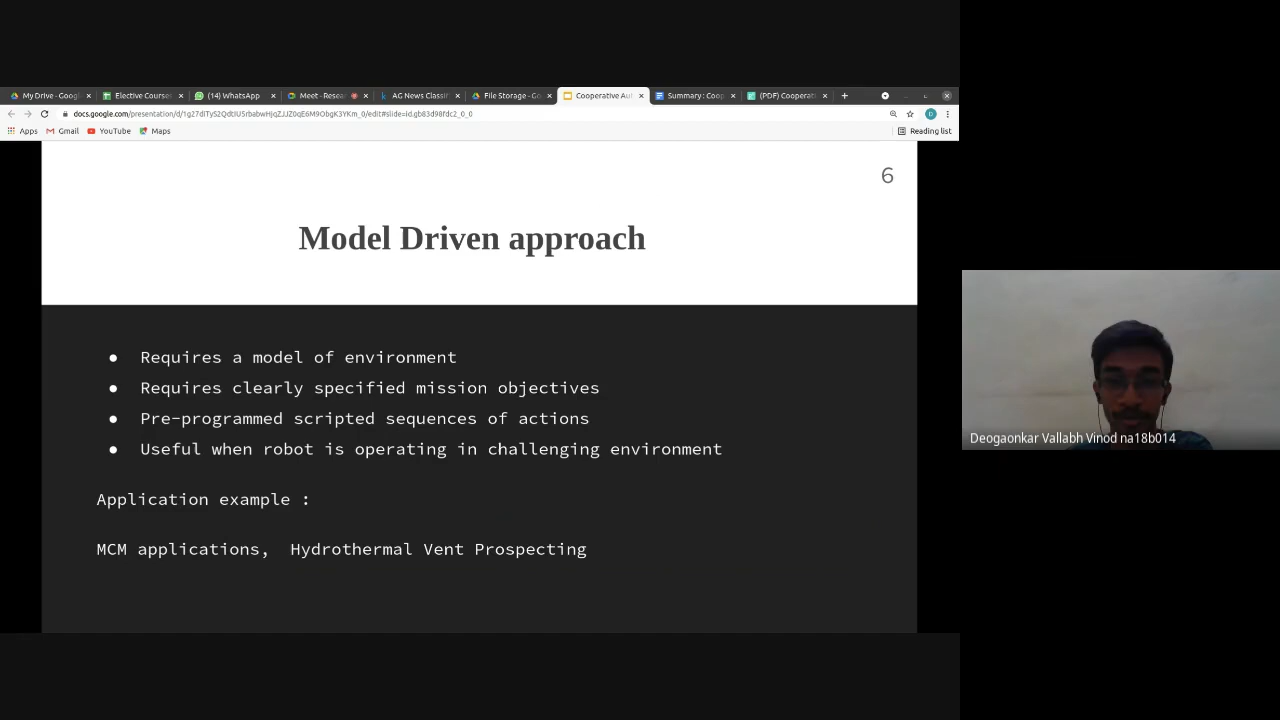 My Drive - Googl
Elective Courses
(14) WhatsApp
Meet - Resear
AG News Classif
File Storage - Go
Cooperative Aut
Summary : Coop
(PDF) Cooperati
Apps
Gmail
YouTube
Maps
Reading list
6
Model Driven approach
● Requires a model of environment
● Requires clearly specified mission objectives
● Pre-programmed scripted sequences of actions
● Useful when robot is operating in challenging environment
Application example :
MCM applications, Hydrothermal Vent Prospecting
Deogaonkar Vallabh Vinod na18b014